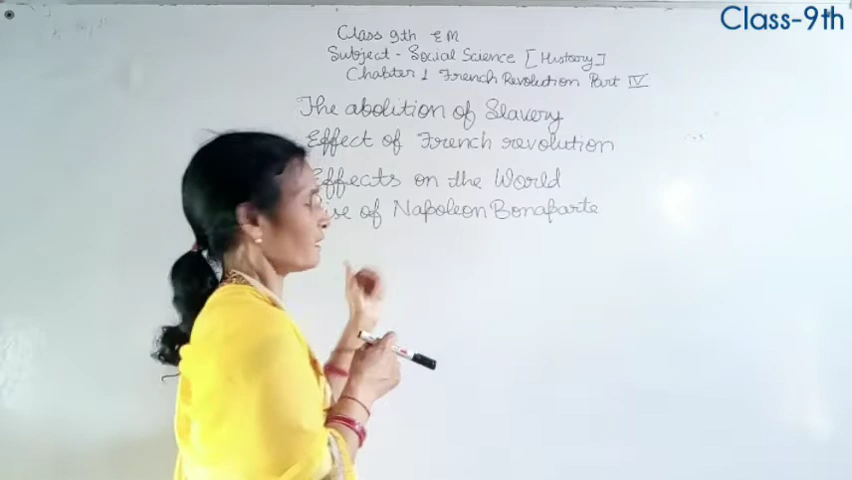 Class-9th
Class 9th EM
Subject - Social Science [History]
Chabter 1 French Revolution Part IV
The abolition of Slavery
Effect of French revolution
Effects on the World
of Napoleon Bonaparte